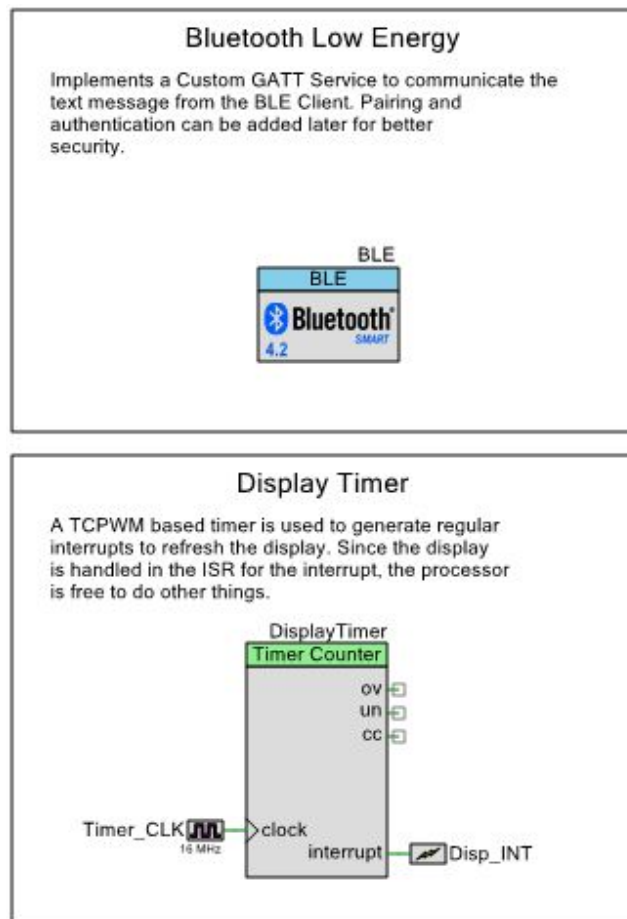 Bluetooth Low Energy
Implements a Custom GATT Service to communicate the
text message from the BLE Client. Pairing and
authentication can be added later for better
security.
BLE
BLE
Bluetooth®
SMART
4.2
Display Timer
A TCPWM based timer is used to generate regular
interrupts to refresh the display. Since the display
is handled in the ISR for the interrupt, the processor
is free to do other things.
DisplayTimer
Timer Counter
ov
un
cc
Timer_CLK
clock
16 MHz
interrupt
Disp_INT